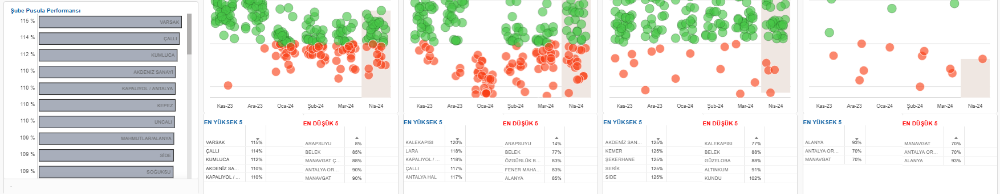 Şube Pusula Performansı
115 % VARSAK
114 % ÇALLI
112 % KUMLUCA
110 % AKDENİZ SANAYİ
110 % KAPALIYOL / ANTALYA
110 % KEPEZ
110 % UNCALI
109 % MAHMUTLAR/ALANYA
109 % SİDE
109 % SOĞUKSU
-
Kas-23 Ara-23 Oca-24 Şub-24 Mar-24 Nis-24
EN YÜKSEK 5
VARSAK 115%
ÇALLI 114%
KUMLUCA 112%
AKDENİZ SA... 110%
KAPALIYOL / ... 110%
EN DÜŞÜK 5
ARAPSUYU 8%
BELEK 85%
MANAVGAT Ç... 88%
ANTALYA OR... 90%
MANAVGAT 90%
Kas-23 Ara-23 Oca-24 Şub-24 Mar-24 Nis-24
EN YÜKSEK 5
KALEKAPISI 120%
LARA 118%
KAPALIYOL / ... 118%
ÇALLI 117%
ANTALYA HAL 117%
EN DÜŞÜK 5
ARAPSUYU 14%
BELEK 77%
ÖZGÜRLÜK B... 83%
FENER MAHA... 83%
ALANYA 85%
Kas-23 Ara-23 Oca-24 Şub-24 Mar-24 Nis-24
EN YÜKSEK 5
AKDENİZ SAN... 125%
KEMER 125%
ŞEKERHANE 125%
SERİK 125%
SİDE 125%
EN DÜŞÜK 5
KALEKAPISI 77%
BELEK 88%
GÜZELOBA 88%
ALTINKUM 91%
KUNDU 102%
Kas-23 Ara-23 Oca-24 Şub-24 Mar-24 Nis-24
EN YÜKSEK 5
ALANYA 93%
ANTALYA OR... 70%
MANAVGAT 70%
EN DÜŞÜK 5
MANAVGAT 70%
ANTALYA OR... 70%
ALANYA 93%